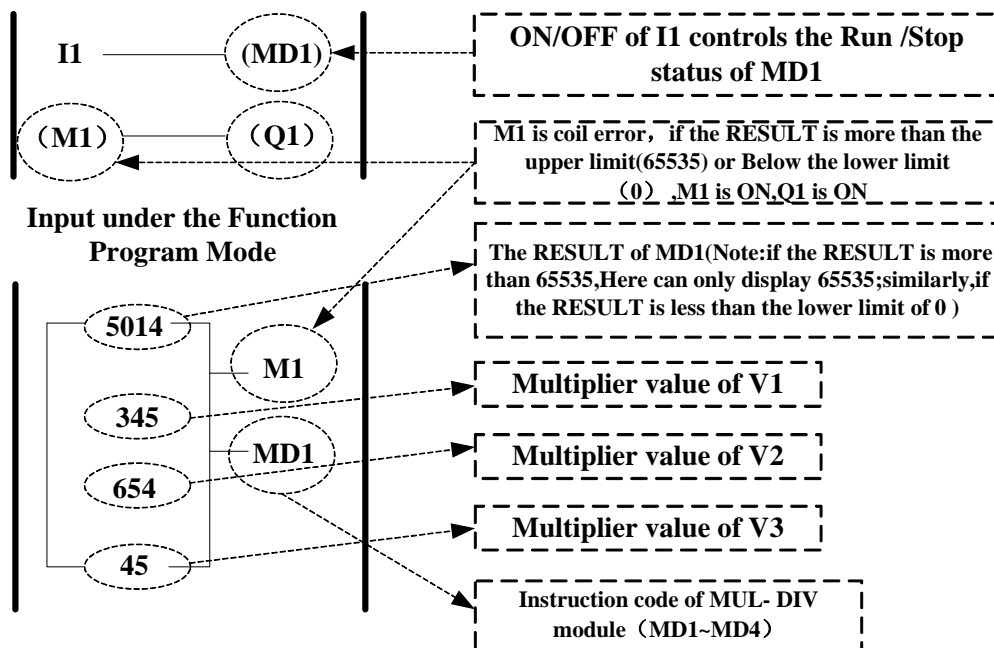 I1
(MD1)
（M1）
（Q1）
Input under the Function
Program Mode
5014
M1
345
MD1
654
45
ON/OFF of I1 controls the Run /Stop
status of MD1
M1 is coil error，if the RESULT is more than the
upper limit(65535) or Below the lower limit
（0）,M1 is ON,Q1 is ON
The RESULT of MD1(Note:if the RESULT is more
than 65535,Here can only display 65535;similarly,if
the RESULT is less than the lower limit of 0 )
Multiplier value of V1
Multiplier value of V2
Multiplier value of V3
Instruction code of MUL- DIV
module（MD1~MD4）